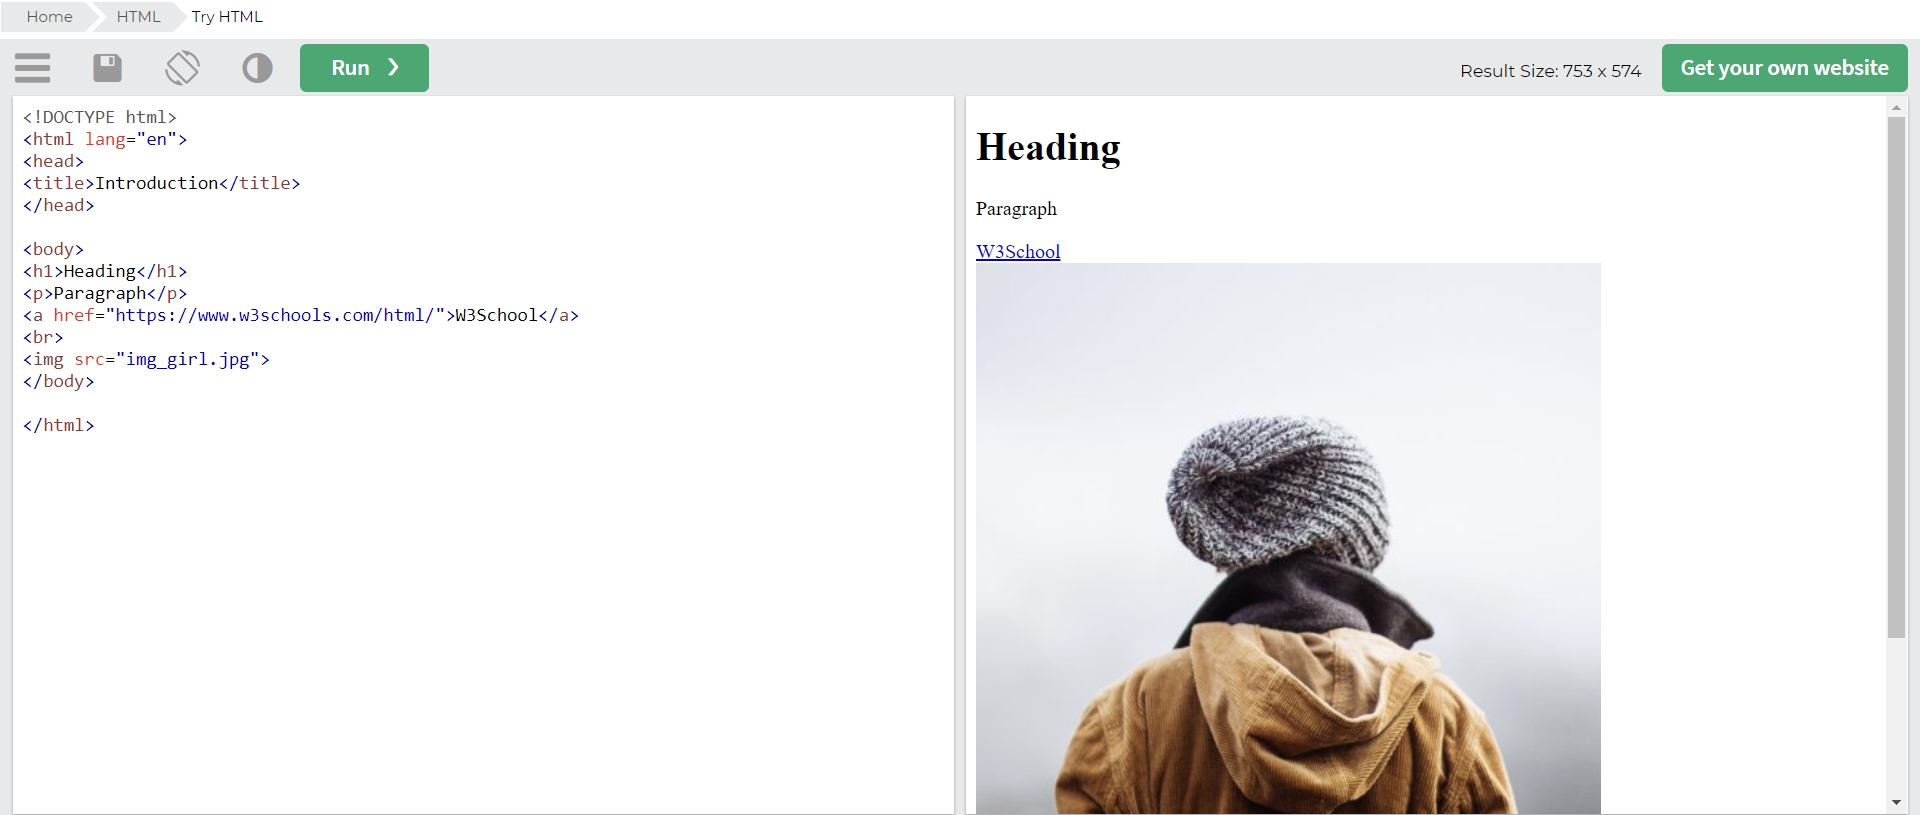 Home HTML Try HTML
Run ❯ Result Size: 753 x 574 Get your own website
<!DOCTYPE html>
<html lang="en">
<head>
<title>Introduction</title>
</head>
<body>
<h1>Heading</h1>
<p>Paragraph</p>
<a href="https://www.w3schools.com/html/">W3School</a>
<br>
<img src="img_girl.jpg">
</body>
</html>
Heading
Paragraph
W3School